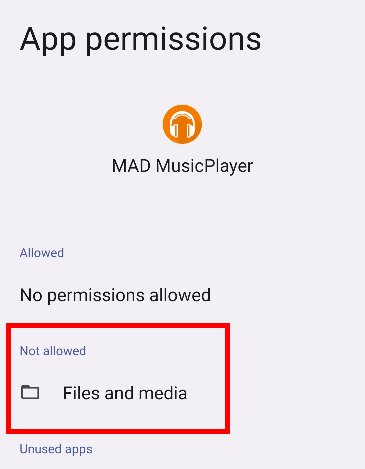 App permissions
MAD MusicPlayer
Allowed
No permissions allowed
Not allowed
Files and media
Unused apps